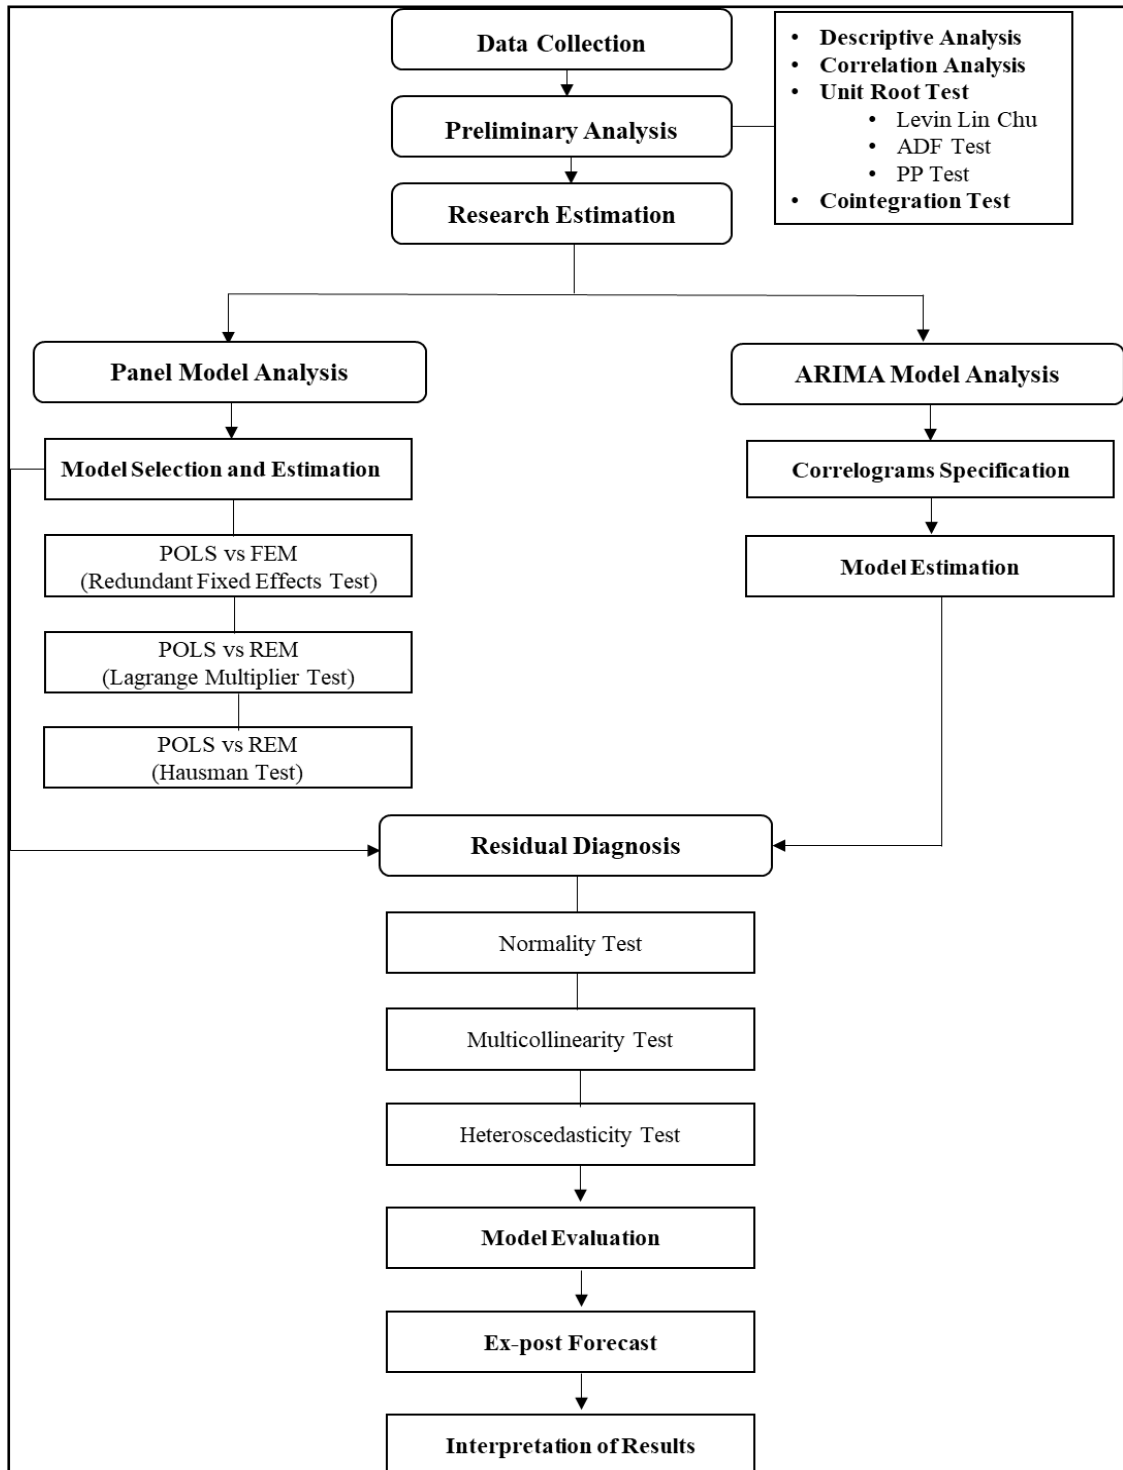 Data Collection
Preliminary Analysis
• Descriptive Analysis
• Correlation Analysis
• Unit Root Test
• Levin Lin Chu
• ADF Test
• PP Test
• Cointegration Test
Research Estimation
Panel Model Analysis
Model Selection and Estimation
POLS vs FEM
(Redundant Fixed Effects Test)
POLS vs REM
(Lagrange Multiplier Test)
POLS vs REM
(Hausman Test)
ARIMA Model Analysis
Correlograms Specification
Model Estimation
Residual Diagnosis
Normality Test
Multicollinearity Test
Heteroscedasticity Test
Model Evaluation
Ex-post Forecast
Interpretation of Results